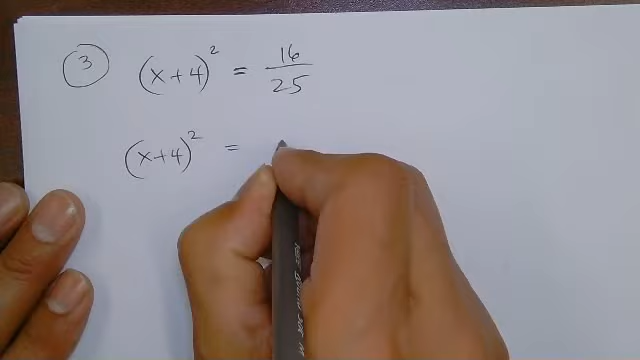 ③ (x+4)² = 16/25
(x+4)² =